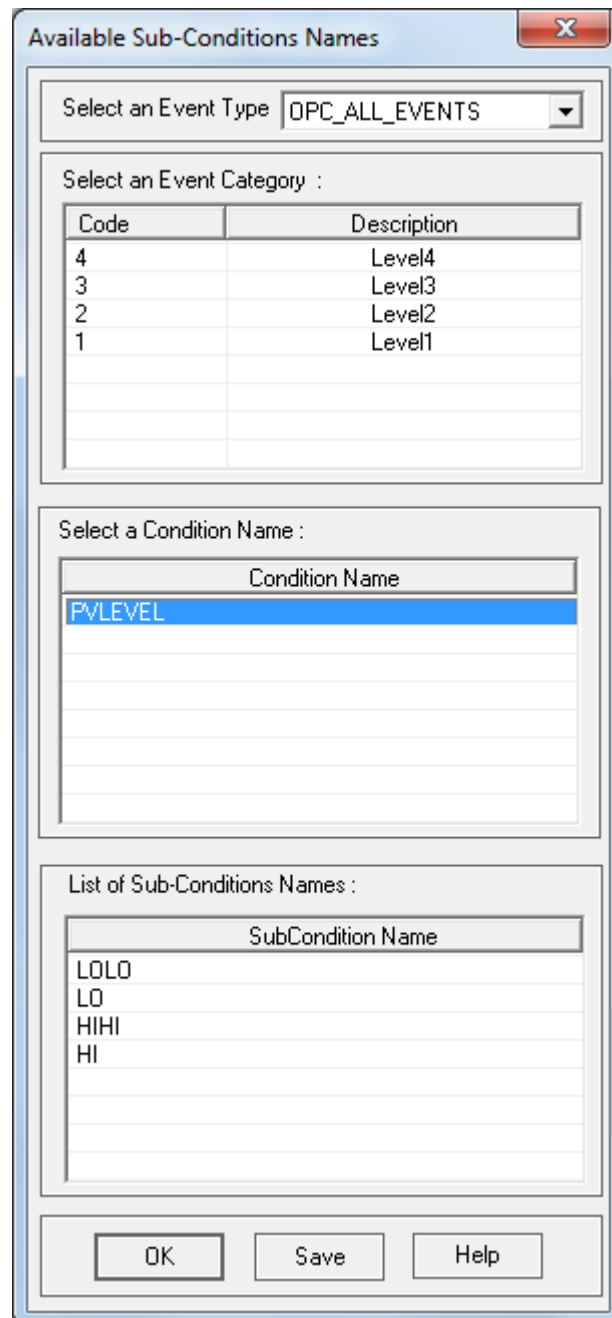 Available Sub-Conditions Names
Select an Event Type OPC_ALL_EVENTS
Select an Event Category :
Code Description
4 Level4
3 Level3
2 Level2
1 Level1
Select a Condition Name :
Condition Name
PVLEVEL
List of Sub-Conditions Names :
SubCondition Name
LOLO
LO
HIHI
HI
OK Save Help